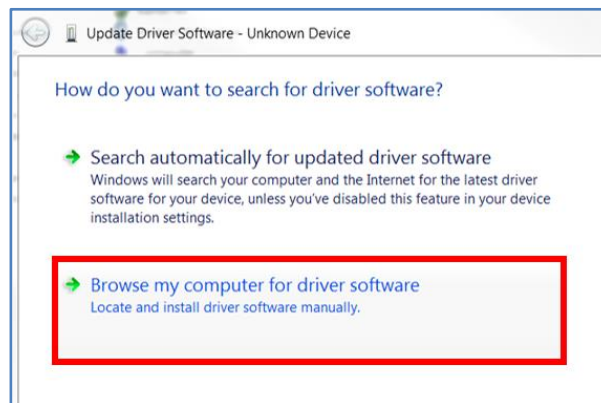 Update Driver Software - Unknown Device
How do you want to search for driver software?
Search automatically for updated driver software
Windows will search your computer and the Internet for the latest driver
software for your device, unless you've disabled this feature in your device
installation settings.
Browse my computer for driver software
Locate and install driver software manually.